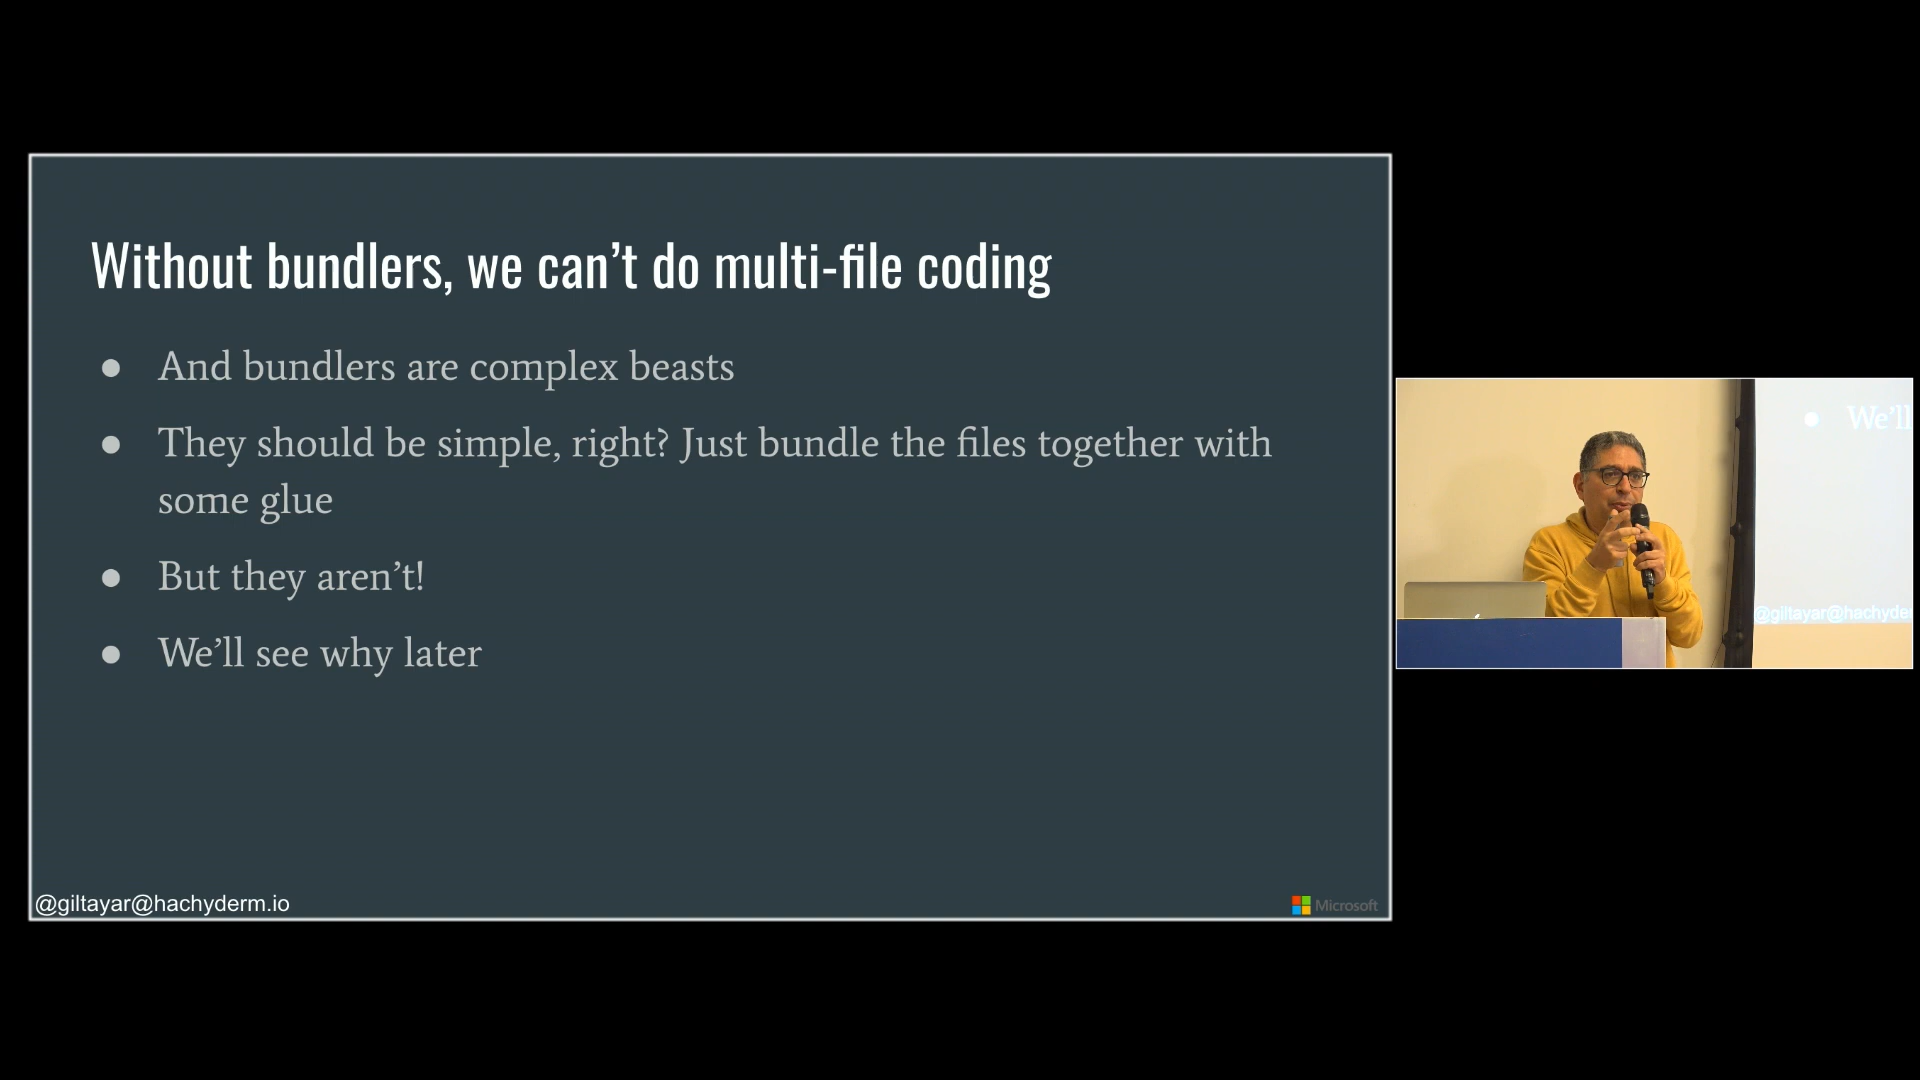 Without bundlers, we can’t do multi-file coding
● And bundlers are complex beasts
● They should be simple, right? Just bundle the files together with
some glue
● But they aren’t!
● We’ll see why later
@giltayar@hachyderm.io
Microsoft
● We’ll
@giltayar@hachyde